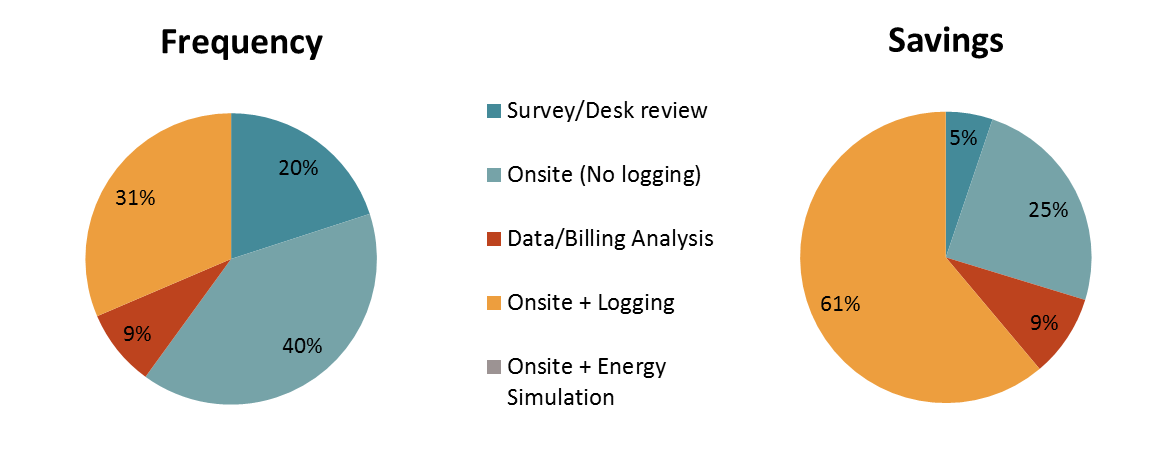 Frequency
20%
31%
9%
40%
Survey/Desk review
Onsite (No logging)
Data/Billing Analysis
Onsite + Logging
Onsite + Energy
Simulation
Savings
5%
25%
61%
9%